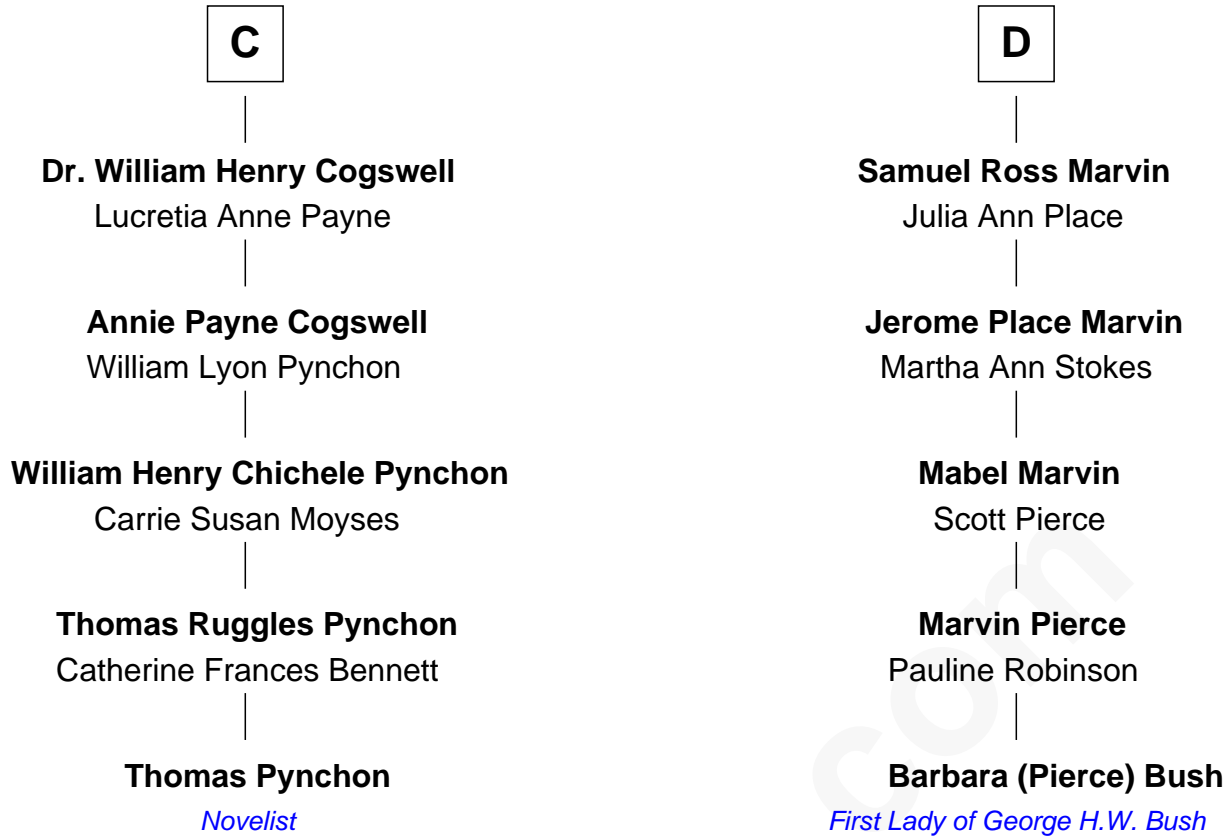 C
Dr. William Henry Cogswell
Lucretia Anne Payne
Annie Payne Cogswell
William Lyon Pynchon
William Henry Chichele Pynchon
Carrie Susan Moyses
Thomas Ruggles Pynchon
Catherine Frances Bennett
Thomas Pynchon
Novelist
D
Samuel Ross Marvin
Julia Ann Place
Jerome Place Marvin
Martha Ann Stokes
Mabel Marvin
Scott Pierce
Marvin Pierce
Pauline Robinson
Barbara (Pierce) Bush
First Lady of George H.W. Bush
com